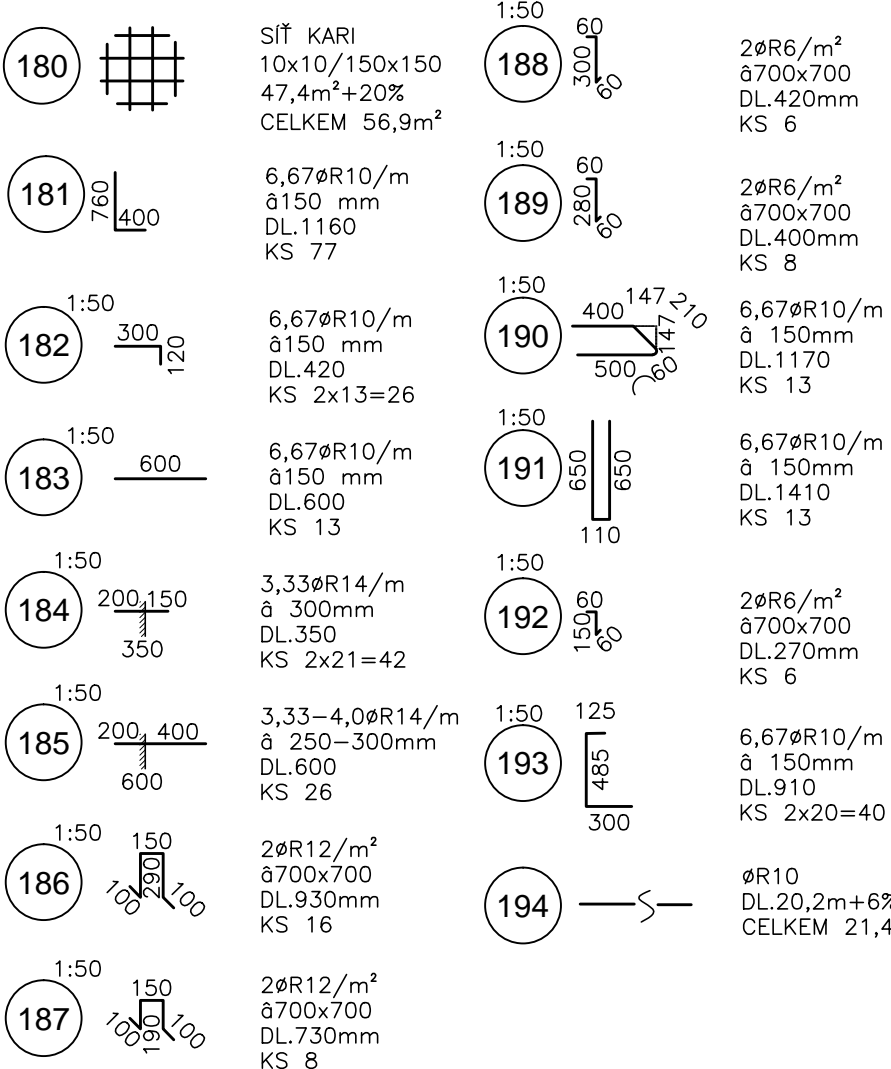 180
SÍŤ KARI
10x10/150x150
47,4m²+20%
CELKEM 56,9m²
181
760
400
6,67øR10/m
â150 mm
DL.1160
KS 77
1:50
182
300
120
6,67øR10/m
â150 mm
DL.420
KS 2x13=26
1:50
183
600
6,67øR10/m
â150 mm
DL.600
KS 13
1:50
184
200 150
350
3,33øR14/m
â 300mm
DL.350
KS 2x21=42
1:50
185
200 400
600
3,33-4,0øR14/m
â 250-300mm
DL.600
KS 26
1:50
186
150
290
100
100
2øR12/m²
â700x700
DL.930mm
KS 16
1:50
187
150
190
100
100
2øR12/m²
â700x700
DL.730mm
KS 8
1:50
188
60
300
60
2øR6/m²
â700x700
DL.420mm
KS 6
1:50
189
60
280
60
2øR6/m²
â700x700
DL.400mm
KS 8
1:50
190
400
147
210
147
500
60
6,67øR10/m
â 150mm
DL.1170
KS 13
1:50
191
650
650
110
6,67øR10/m
â 150mm
DL.1410
KS 13
1:50
192
60
150
60
2øR6/m²
â700x700
DL.270mm
KS 6
1:50
193
125
485
300
6,67øR10/m
â 150mm
DL.910
KS 2x20=40
194
øR10
DL.20,2m+6%
CELKEM 21,4